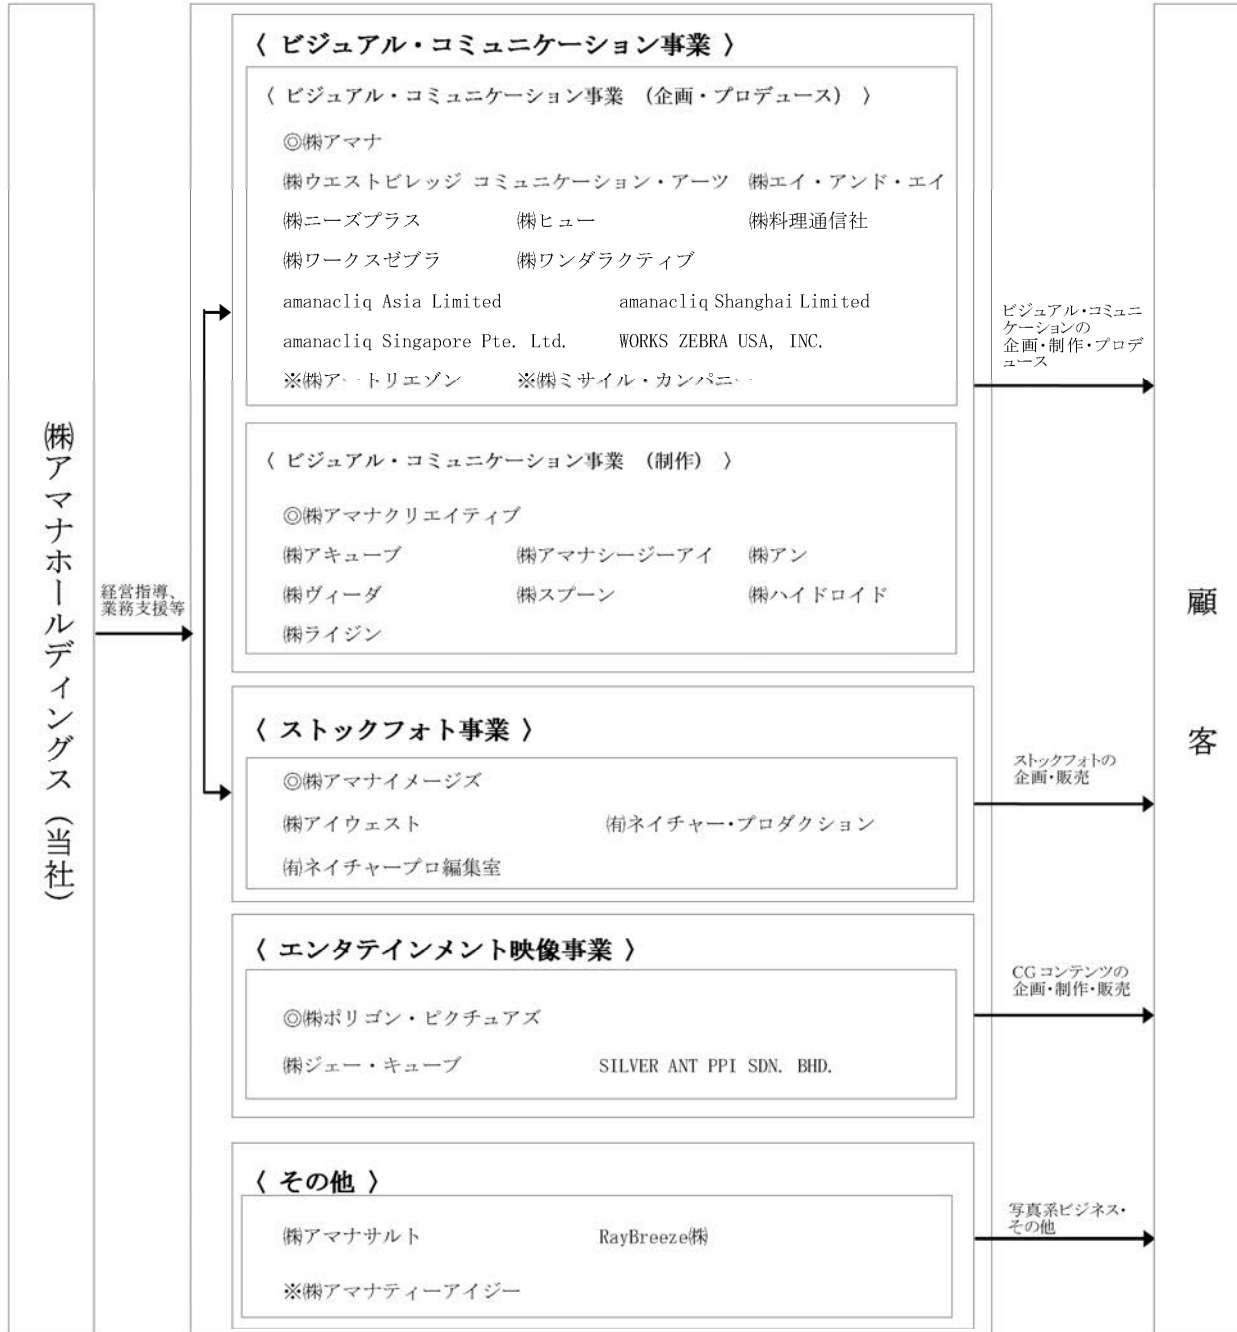 ㈱アマナホールディングス（当社）
経営指導、
業務支援等
〈 ビジュアル・コミュニケーション事業 〉
〈 ビジュアル・コミュニケーション事業 （企画・プロデュース） 〉
◎㈱アマナ
㈱ウエストビレッジ コミュニケーション・アーツ ㈱エイ・アンド・エイ
㈱ニーズプラス ㈱ヒュー ㈱料理通信社
㈱ワークスゼブラ ㈱ワンダラクティブ
amanacliq Asia Limited amanacliq Shanghai Limited
amanacliq Singapore Pte. Ltd. WORKS ZEBRA USA, INC.
※㈱アートリエゾン ※㈱ミサイル・カンパニー
〈 ビジュアル・コミュニケーション事業 （制作） 〉
◎㈱アマナクリエイティブ
㈱アキューブ ㈱アマナシージーアイ ㈱アン
㈱ヴィーダ ㈱スプーン ㈱ハイドロイド
㈱ライジン
ビジュアル・コミュニ
ケーションの
企画・制作・プロデ
ュース
〈 ストックフォト事業 〉
◎㈱アマナイメージズ
㈱アイウェスト ㈲ネイチャー・プロダクション
㈲ネイチャープロ編集室
ストックフォトの
企画・販売
〈 エンタテインメント映像事業 〉
◎㈱ポリゴン・ピクチュアズ
㈱ジェー・キューブ SILVER ANT PPI SDN. BHD.
CGコンテンツの
企画・制作・販売
〈 その他 〉
㈱アマナサルト RayBreeze㈱
※㈱アマナティーアイジー
写真系ビジネス・
その他
顧客